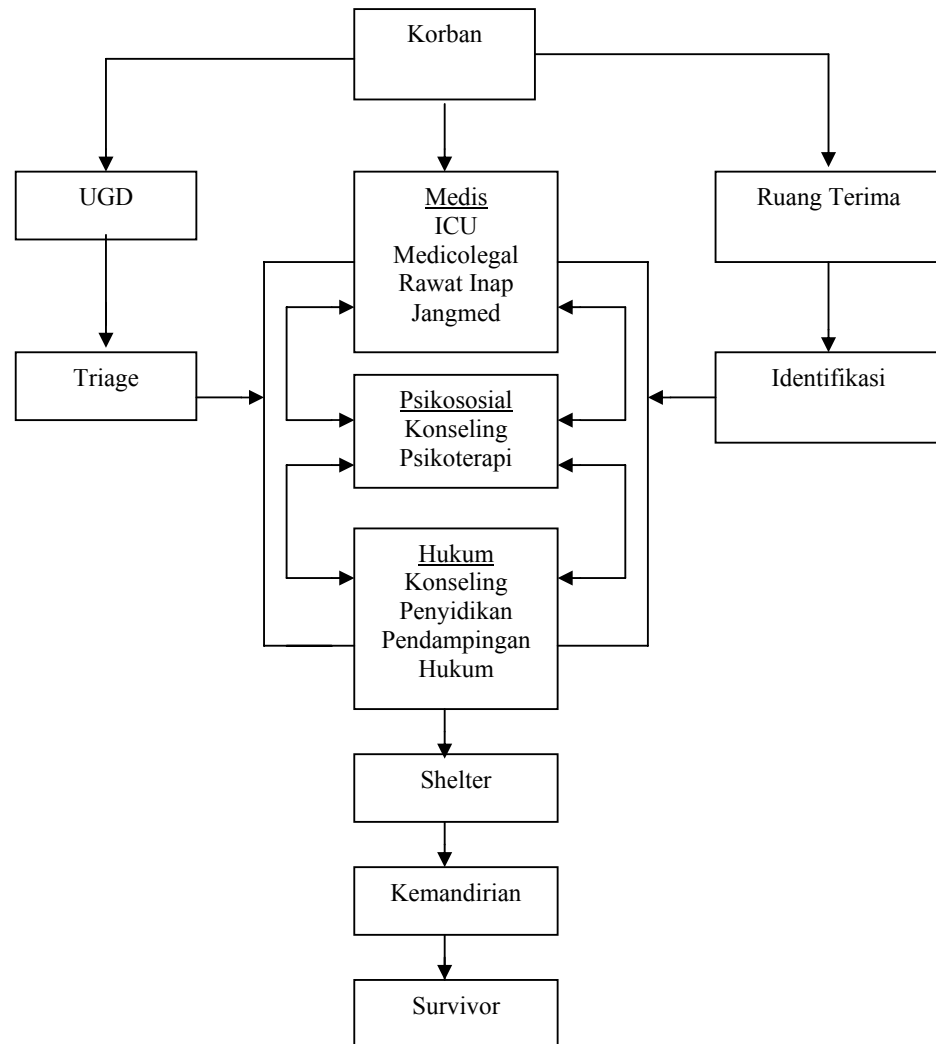 Korban
UGD
Medis
ICU
Medicolegal
Rawat Inap
Jangmed
Ruang Terima
Triage
Psikososial
Konseling
Psikoterapi
Identifikasi
Hukum
Konseling
Penyidikan
Pendampingan
Hukum
Shelter
Kemandirian
Survivor